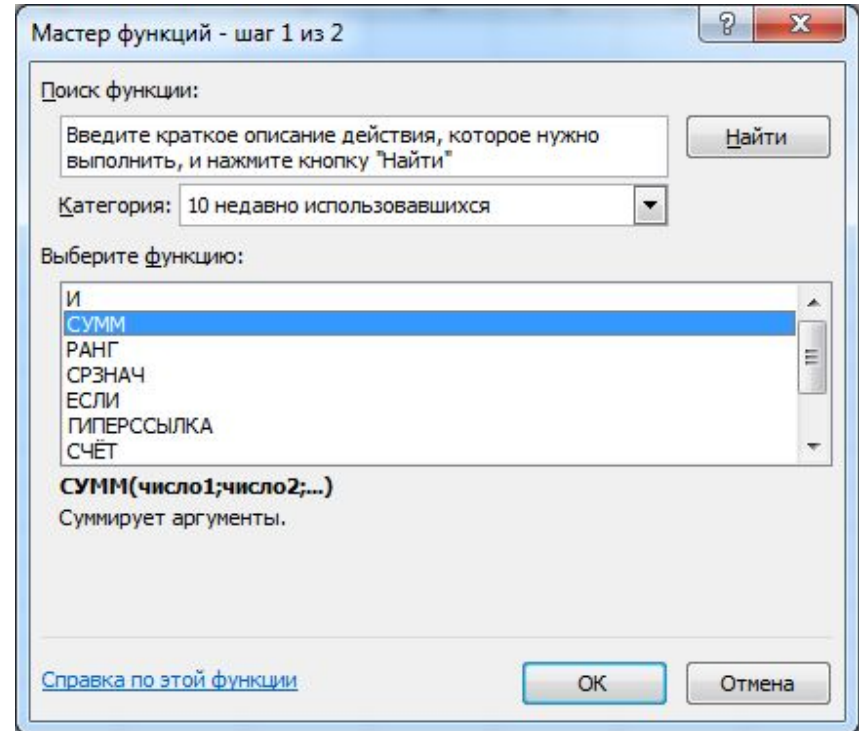 Мастер функций - шаг 1 из 2
Поиск функции:
Введите краткое описание действия, которое нужно
выполнить, и нажмите кнопку "Найти"
Найти
Категория: 10 недавно использовавшихся
Выберите функцию:
И
СУММ
РАНГ
СРЗНАЧ
ЕСЛИ
ГИПЕРССЫЛКА
СЧЁТ
СУММ(число1;число2;...)
Суммирует аргументы.
Справка по этой функции
ОК
Отмена